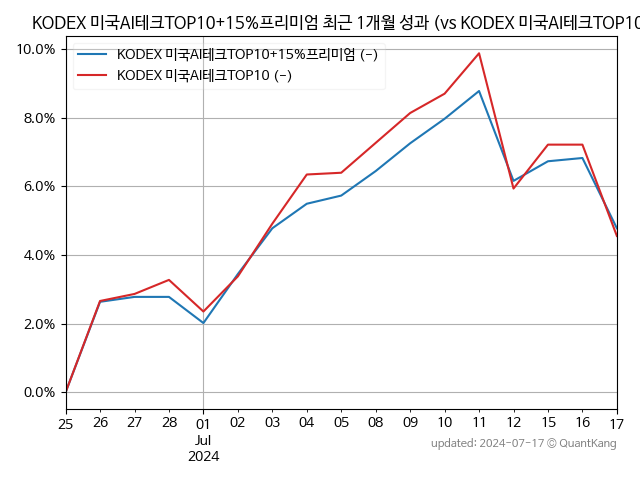 KODEX 미국AI테크TOP10+15%프리미엄 최근 1개월 성과 (vs KODEX 미국AI테크TOP10
10.0%
KODEX 미국AI테크TOP10+15%프리미엄 (-)
KODEX 미국AI테크TOP10 (-)
8.0%
6.0%
4.0%
2.0%
0.0%
25 26 27 28 01 02 03 04 05 08 09 10 11 12 15 16 17
Jul
2024
updated: 2024-07-17 © QuantKang